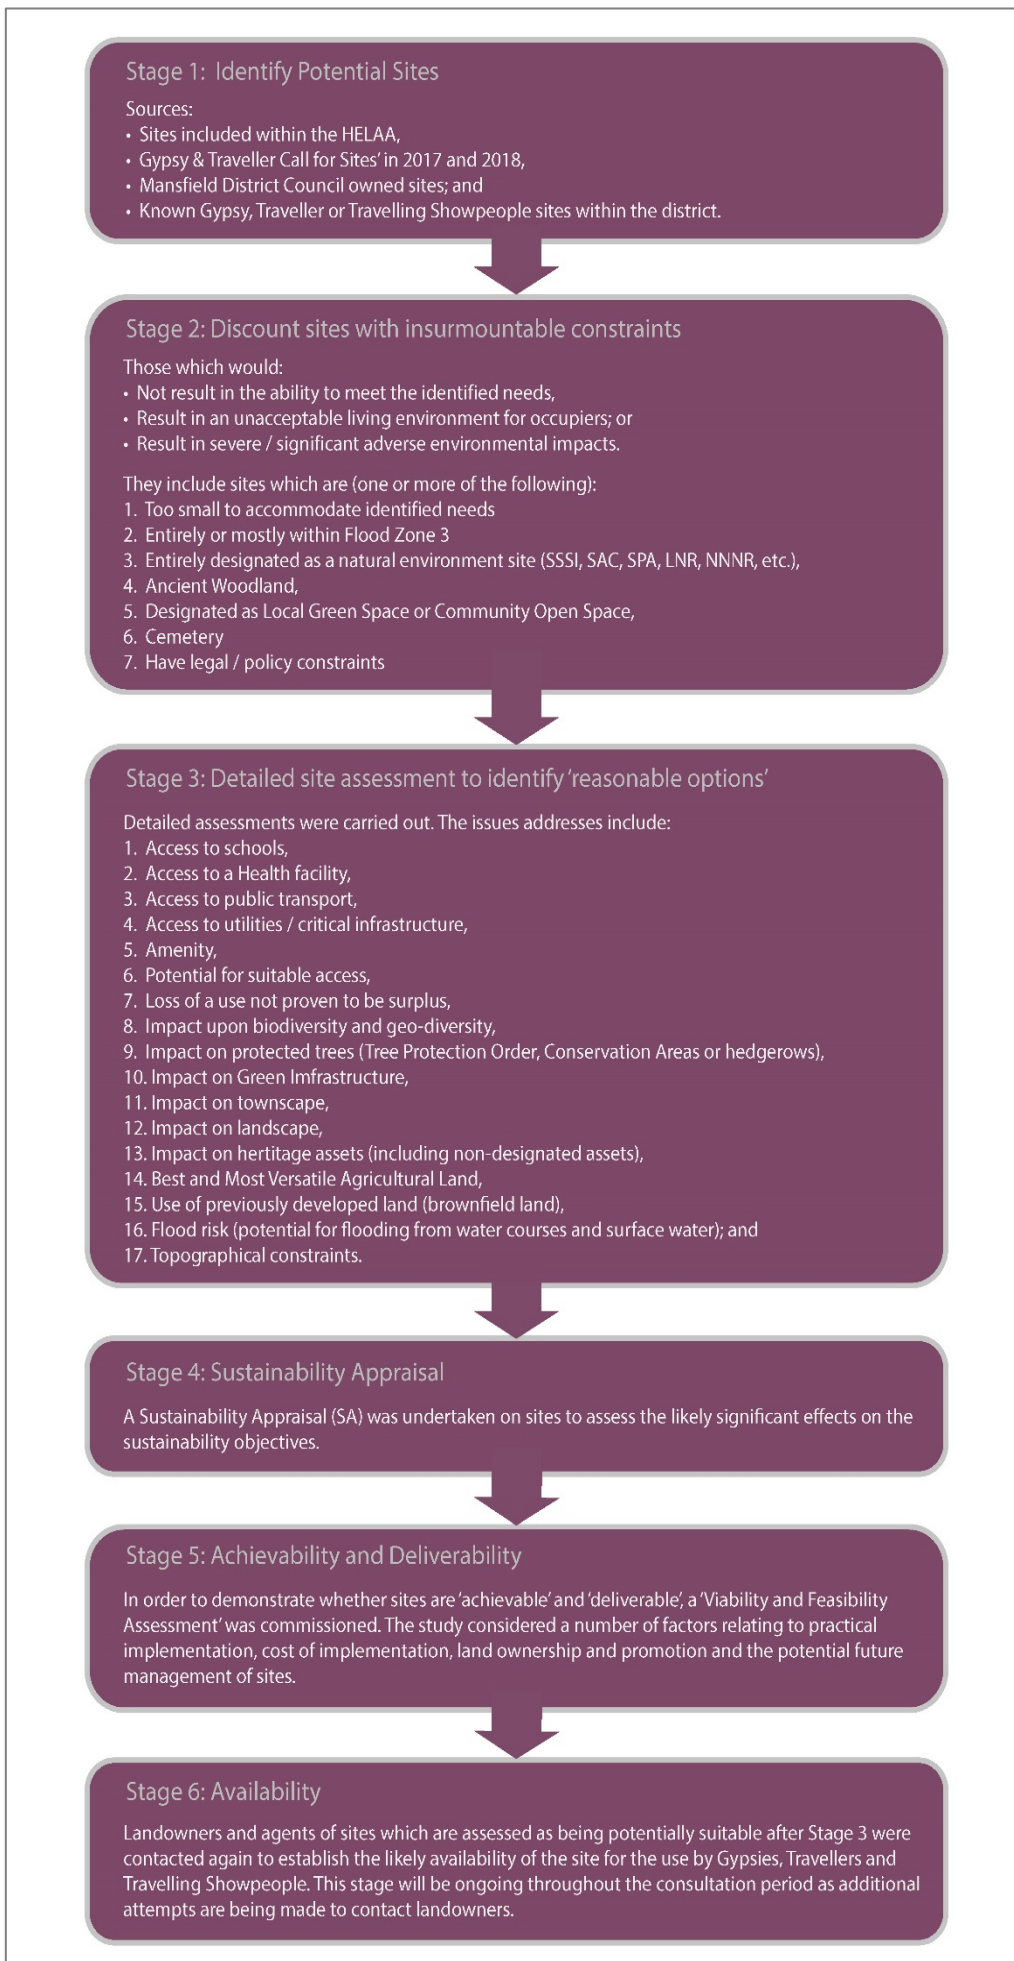 Stage 1:  Identify Potential Sites
Sources:
• Sites included within the HELAA,
• Gypsy & Traveller Call for Sites’ in 2017 and 2018,
• Mansfield District Council owned sites; and
• Known Gypsy, Traveller or Travelling Showpeople sites within the district.
Stage 2: Discount sites with insurmountable constraints
Those which would:
• Not result in the ability to meet the identified needs,
• Result in an unacceptable living environment for occupiers; or
• Result in severe / significant adverse environmental impacts.
They include sites which are (one or more of the following):
1. Too small to accommodate identified needs
2. Entirely or mostly within Flood Zone 3
3. Entirely designated as a natural environment site (SSSI, SAC, SPA, LNR, NNNR, etc.),
4. Ancient Woodland,
5. Designated as Local Green Space or Community Open Space,
6. Cemetery
7. Have legal / policy constraints
Stage 3: Detailed site assessment to identify ‘reasonable options’
Detailed assessments were carried out. The issues addresses include:
1. Access to schools,
2. Access to a Health facility,
3. Access to public transport,
4. Access to utilities / critical infrastructure,
5. Amenity,
6. Potential for suitable access,
7. Loss of a use not proven to be surplus,
8. Impact upon biodiversity and geo-diversity,
9. Impact on protected trees (Tree Protection Order, Conservation Areas or hedgerows),
10. Impact on Green Imfrastructure,
11. Impact on townscape,
12. Impact on landscape,
13. Impact on hertitage assets (including non-designated assets),
14. Best and Most Versatile Agricultural Land,
15. Use of previously developed land (brownfield land),
16. Flood risk (potential for flooding from water courses and surface water); and
17. Topographical constraints.
Stage 4: Sustainability Appraisal
A Sustainability Appraisal (SA) was undertaken on sites to assess the likely significant effects on the
sustainability objectives.
Stage 5: Achievability and Deliverability
In order to demonstrate whether sites are ‘achievable’ and ‘deliverable’, a ‘Viability and Feasibility
Assessment’ was commissioned. The study considered a number of factors relating to practical
implementation, cost of implementation, land ownership and promotion and the potential future
management of sites.
Stage 6: Availability
Landowners and agents of sites which are assessed as being potentially suitable after Stage 3 were
contacted again to establish the likely availability of the site for the use by Gypsies, Travellers and
Travelling Showpeople. This stage will be ongoing throughout the consultation period as additional
attempts are being made to contact landowners.